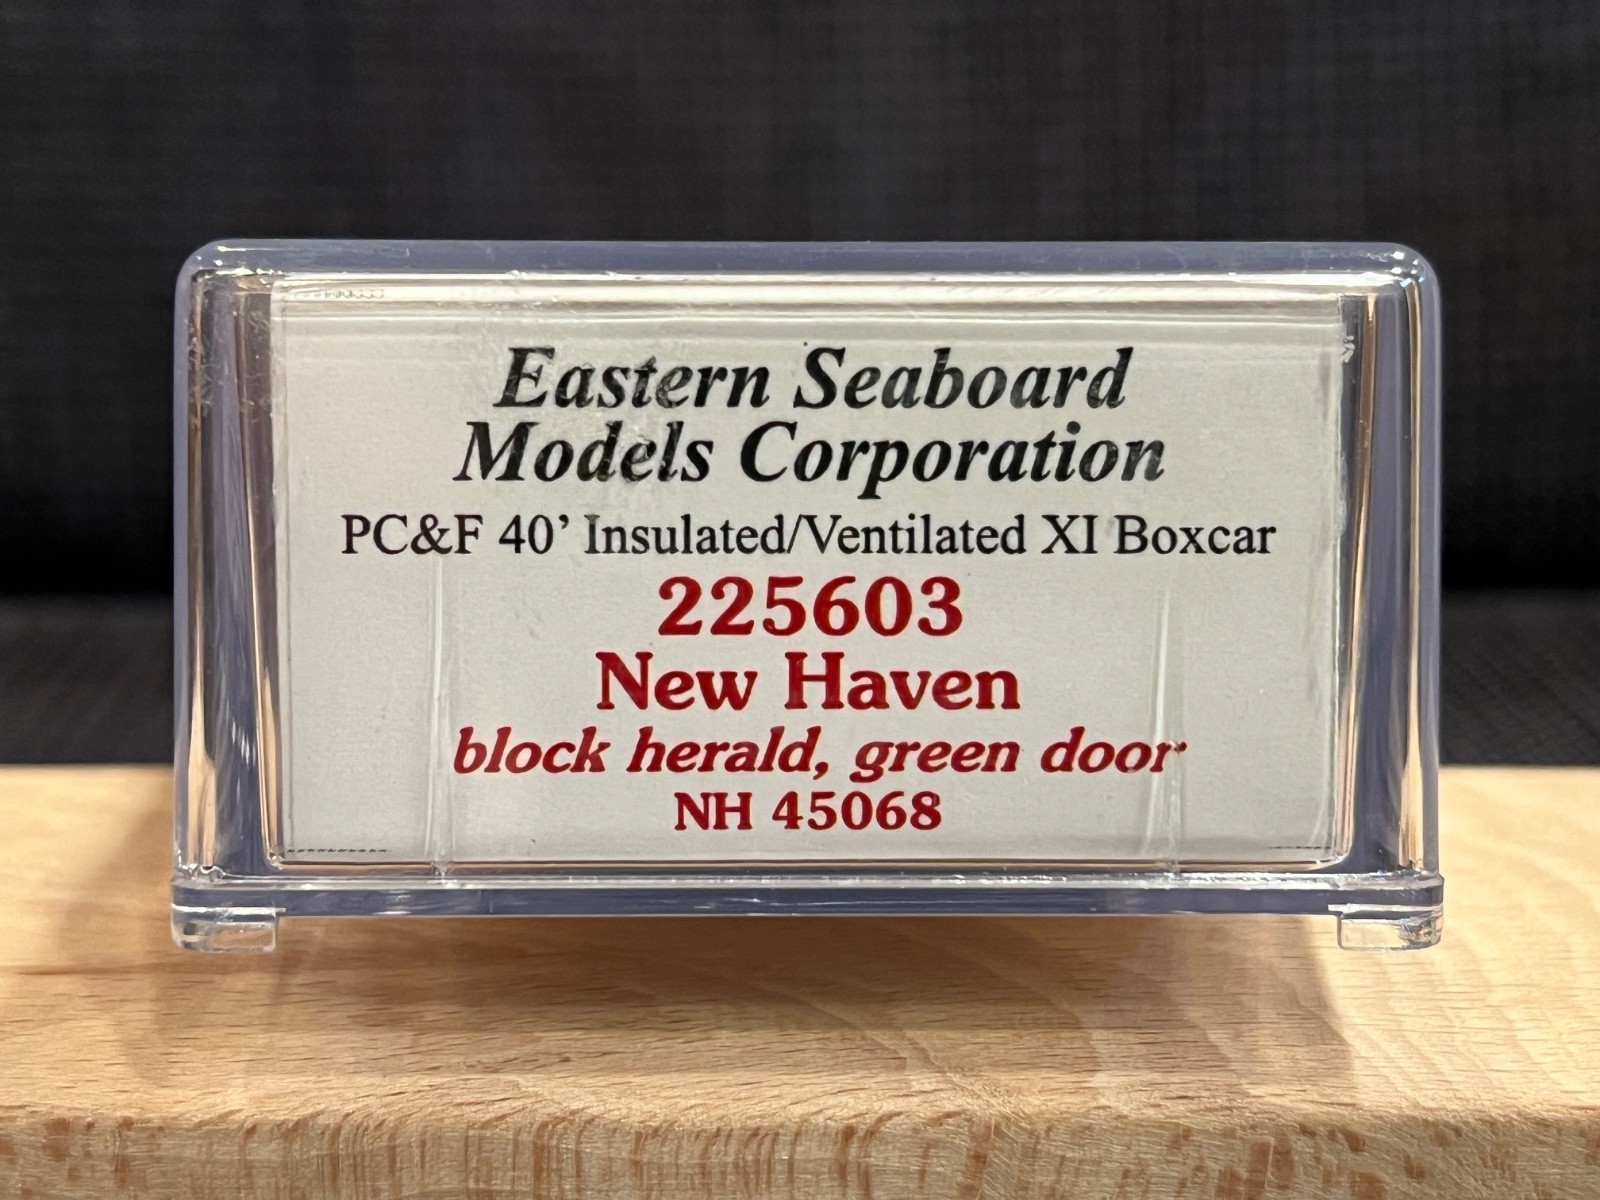 Eastern Seaboard
Models Corporation
PC&F 40’ Insulated/Ventilated XI Boxcar
225603
New Haven
block herald, green door
NH 45068